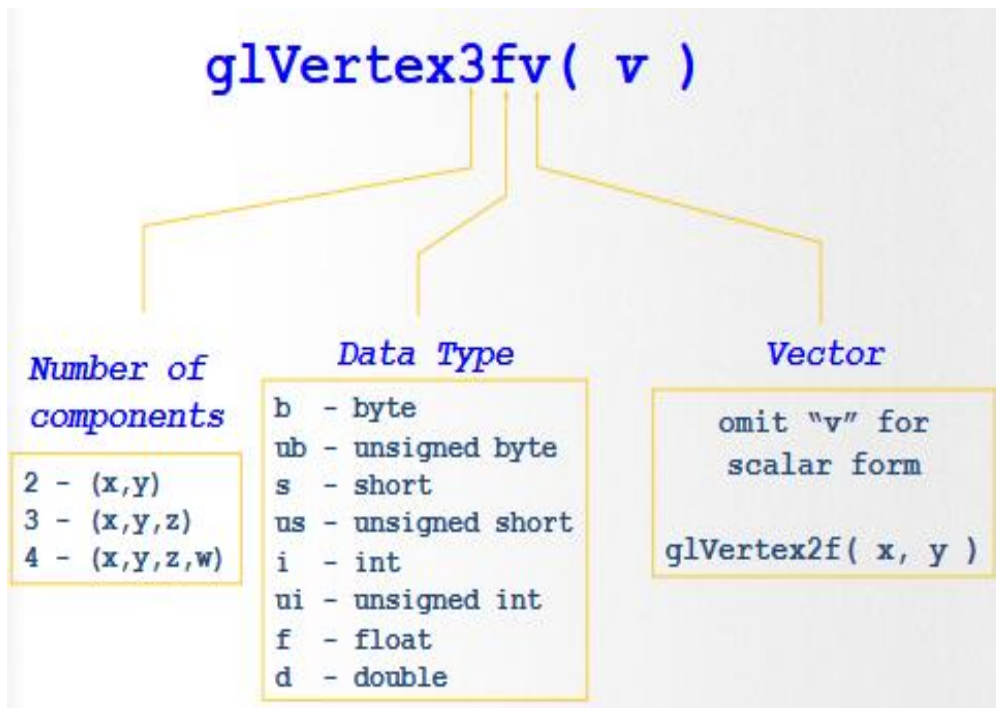 glVertex3fv( v )
Number of
components
2 - (x,y)
3 - (x,y,z)
4 - (x,y,z,w)
Data Type
b - byte
ub - unsigned byte
s - short
us - unsigned short
i - int
ui - unsigned int
f - float
d - double
Vector
omit “v” for
scalar form
glVertex2f( x, y )